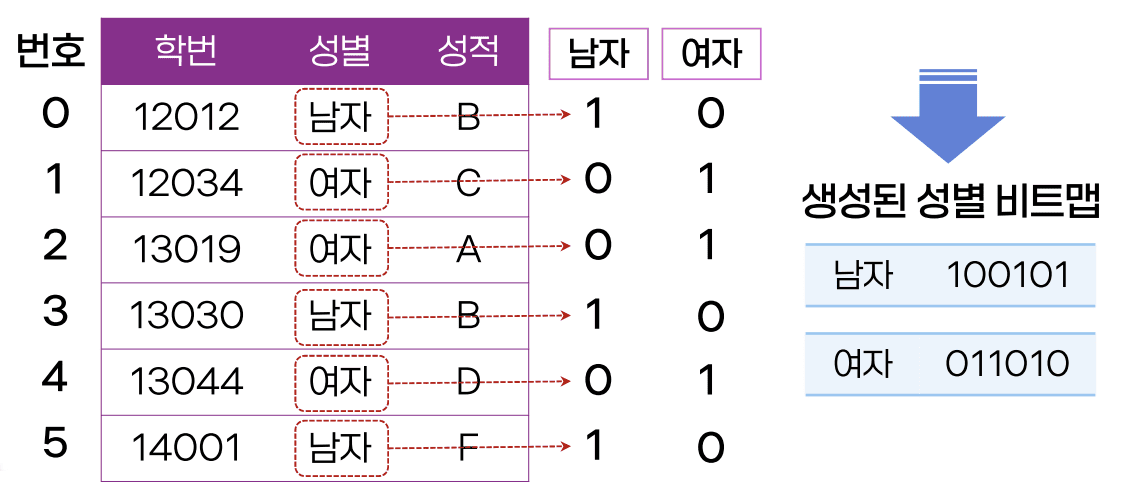 번호 학번 성별 성적 남자 여자
0 12012 남자 B 1 0
1 12034 여자 C 0 1
2 13019 여자 A 0 1
3 13030 남자 B 1 0
4 13044 여자 D 0 1
5 14001 남자 F 1 0
생성된 성별 비트맵
남자 100101
여자 011010